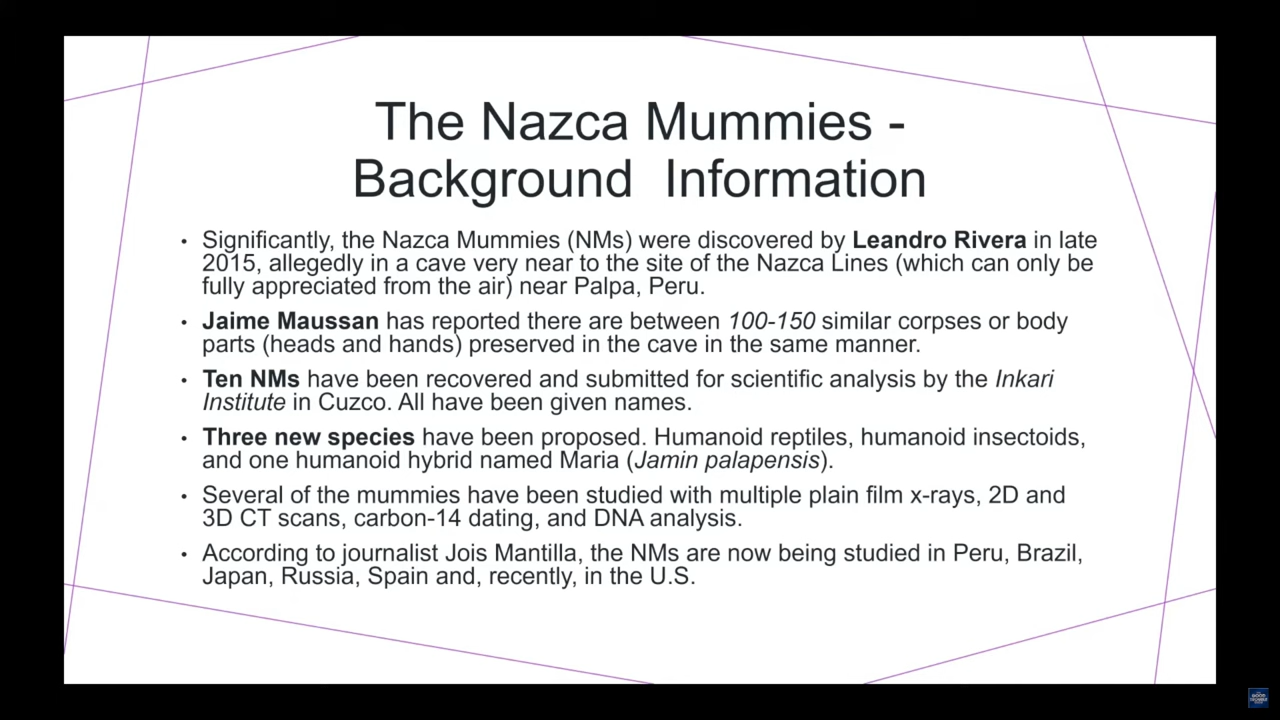 The Nazca Mummies -
Background  Information
• Significantly, the Nazca Mummies (NMs) were discovered by Leandro Rivera in late
2015, allegedly in a cave very near to the site of the Nazca Lines (which can only be
fully appreciated from the air) near Palpa, Peru.
• Jaime Maussan has reported there are between 100-150 similar corpses or body
parts (heads and hands) preserved in the cave in the same manner.
• Ten NMs have been recovered and submitted for scientific analysis by the Inkari
Institute in Cuzco. All have been given names.
• Three new species have been proposed. Humanoid reptiles, humanoid insectoids,
and one humanoid hybrid named Maria (Jamin palapensis).
• Several of the mummies have been studied with multiple plain film x-rays, 2D and
3D CT scans, carbon-14 dating, and DNA analysis.
• According to journalist Jois Mantilla, the NMs are now being studied in Peru, Brazil,
Japan, Russia, Spain and, recently, in the U.S.